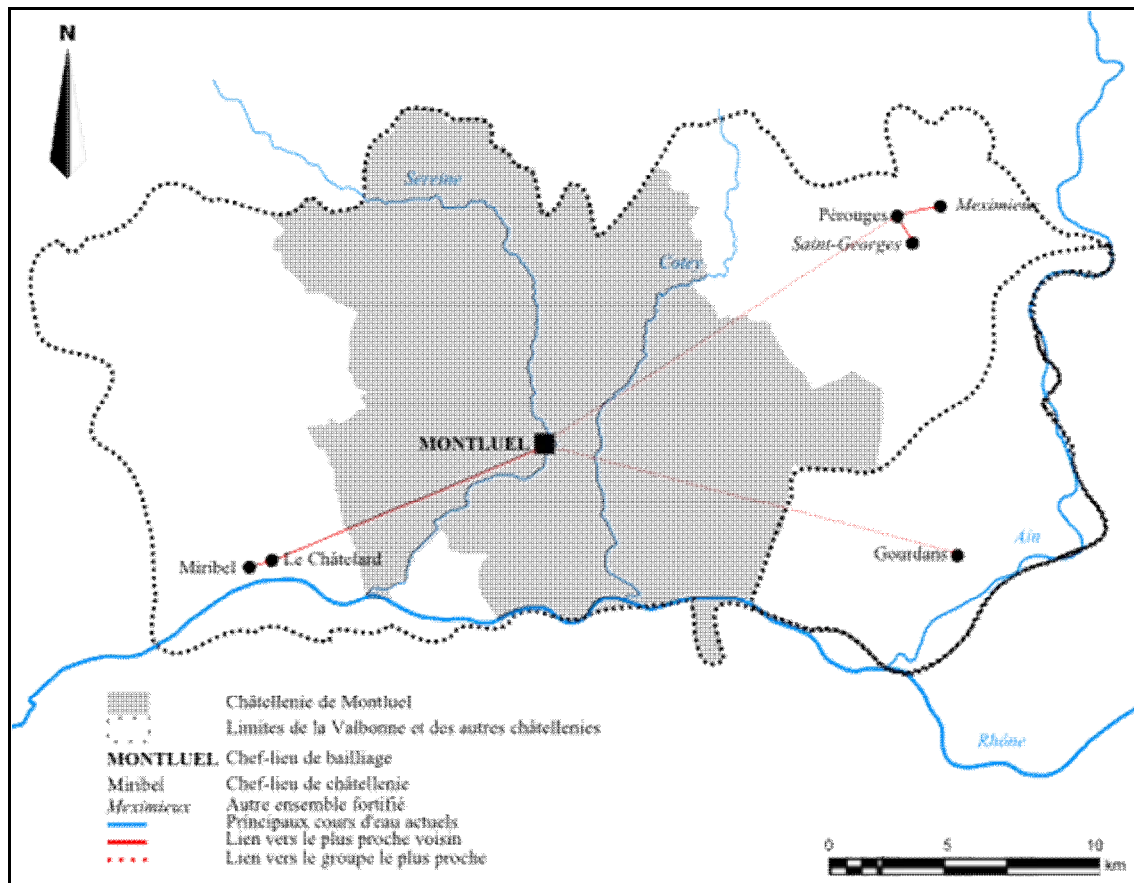 N
Sereine
Pérouges
Meximieux
Saint-Georges
Cotey
MONTLUEL
Miribel
Le Châtelard
Gourdans
Ain
Rhône
Châtellenie de Montluel
Limites de la Valbonne et des autres châtellenies
MONTLUEL Chef-lieu de bailliage
Miribel Chef-lieu de châtellenie
Meximieux Autre ensemble fortifié
Principaux cours d'eau actuels
Lien vers le plus proche voisin
Lien vers le groupe le plus proche
0 5 10
km